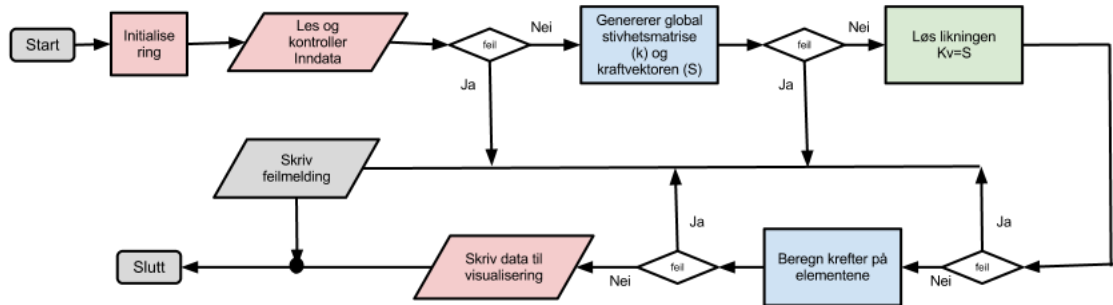 Start
Initialise
ring
Les og
kontroller
Inndata
feil
Nei
Ja
Genererer global
stivhetsmatrise
(k) og
kraftvektoren (S)
feil
Nei
Ja
Løs likningen
Kv=S
Skriv
feilmelding
Ja
Ja
Slutt
Skriv data til
visualisering
feil
Nei
Beregn krefter på
elementene
feil
Nei